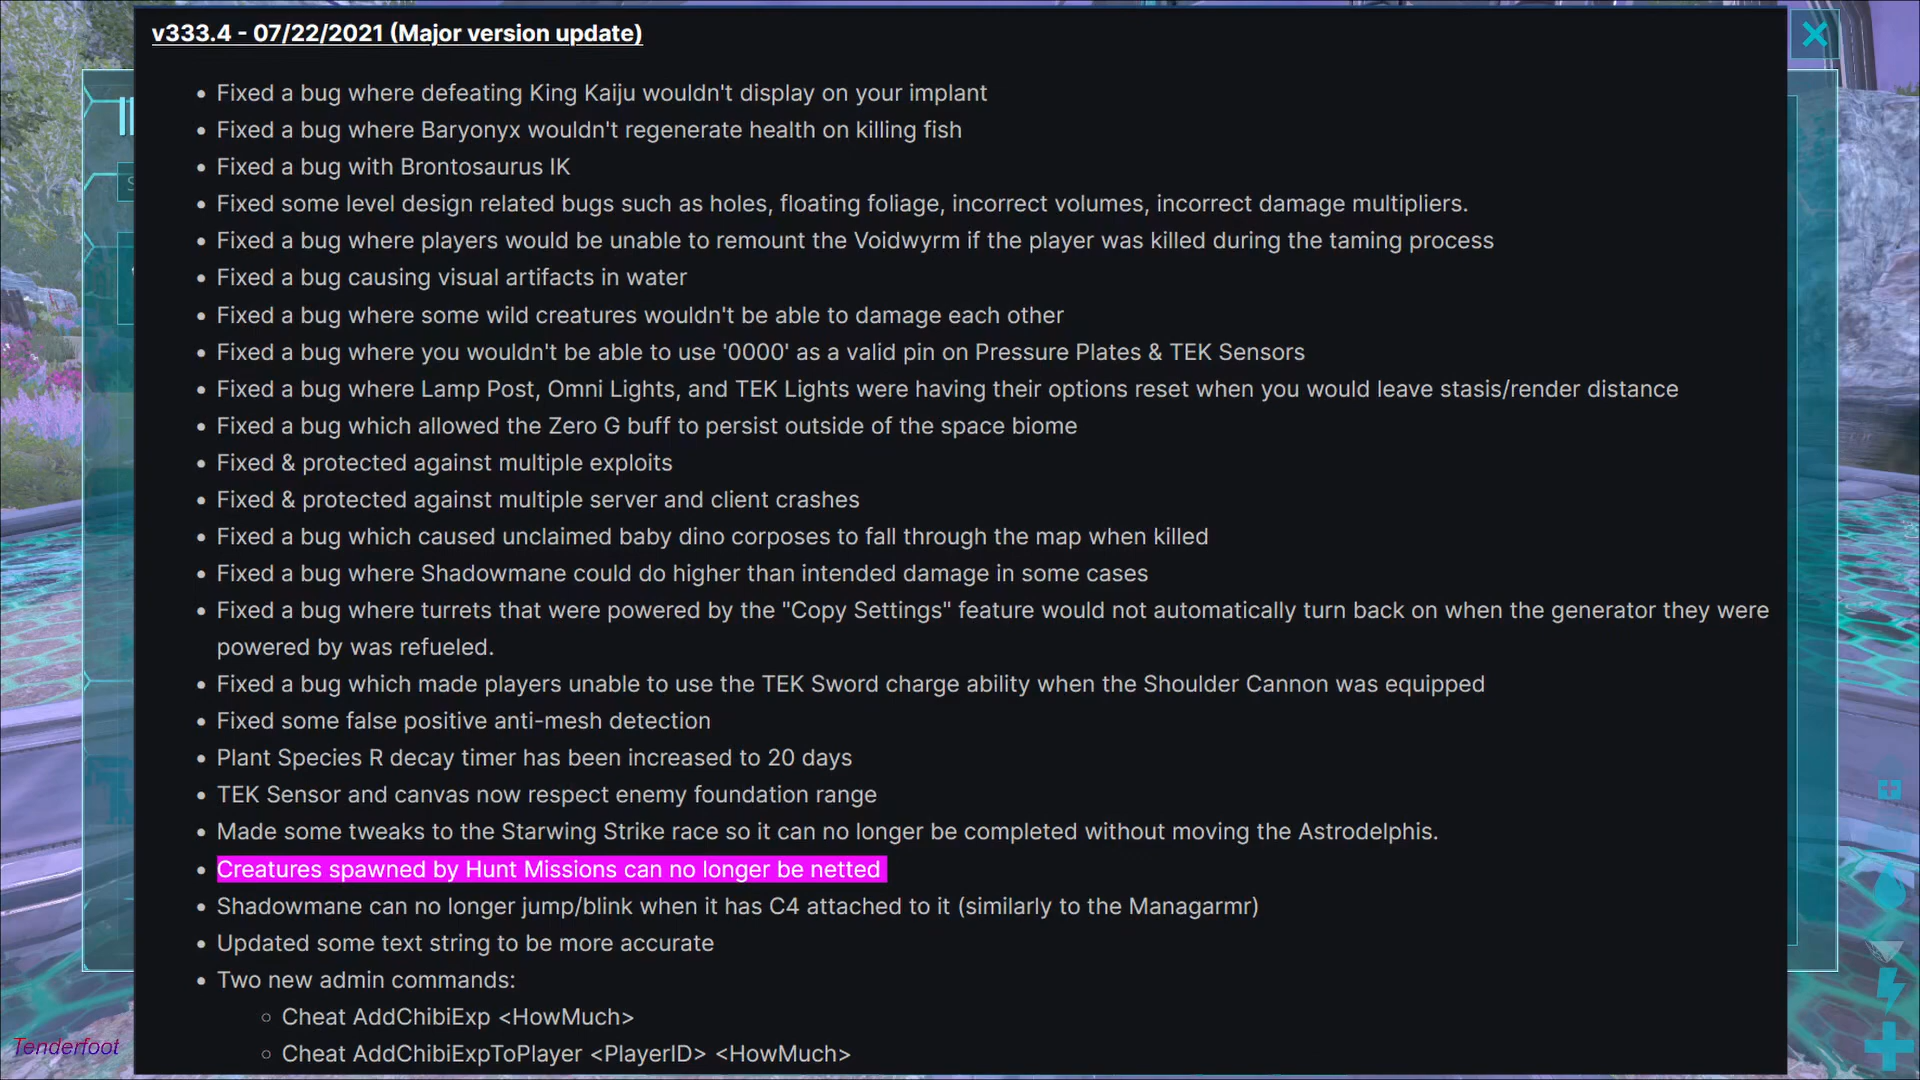 v333.4 - 07/22/2021 (Major version update)
• Fixed a bug where defeating King Kaiju wouldn't display on your implant
• Fixed a bug where Baryonyx wouldn't regenerate health on killing fish
• Fixed a bug with Brontosaurus IK
• Fixed some level design related bugs such as holes, floating foliage, incorrect volumes, incorrect damage multipliers.
• Fixed a bug where players would be unable to remount the Voidwyrm if the player was killed during the taming process
• Fixed a bug causing visual artifacts in water
• Fixed a bug where some wild creatures wouldn't be able to damage each other
• Fixed a bug where you wouldn't be able to use '0000' as a valid pin on Pressure Plates & TEK Sensors
• Fixed a bug where Lamp Post, Omni Lights, and TEK Lights were having their options reset when you would leave stasis/render distance
• Fixed a bug which allowed the Zero G buff to persist outside of the space biome
• Fixed & protected against multiple exploits
• Fixed & protected against multiple server and client crashes
• Fixed a bug which caused unclaimed baby dino corposes to fall through the map when killed
• Fixed a bug where Shadowmane could do higher than intended damage in some cases
• Fixed a bug where turrets that were powered by the "Copy Settings" feature would not automatically turn back on when the generator they were
powered by was refueled.
• Fixed a bug which made players unable to use the TEK Sword charge ability when the Shoulder Cannon was equipped
• Fixed some false positive anti-mesh detection
• Plant Species R decay timer has been increased to 20 days
• TEK Sensor and canvas now respect enemy foundation range
• Made some tweaks to the Starwing Strike race so it can no longer be completed without moving the Astrodelphis.
• Creatures spawned by Hunt Missions can no longer be netted
• Shadowmane can no longer jump/blink when it has C4 attached to it (similarly to the Managarmr)
• Updated some text string to be more accurate
• Two new admin commands:
○ Cheat AddChibiExp <HowMuch>
○ Cheat AddChibiExpToPlayer <PlayerID> <HowMuch>
Tenderfoot